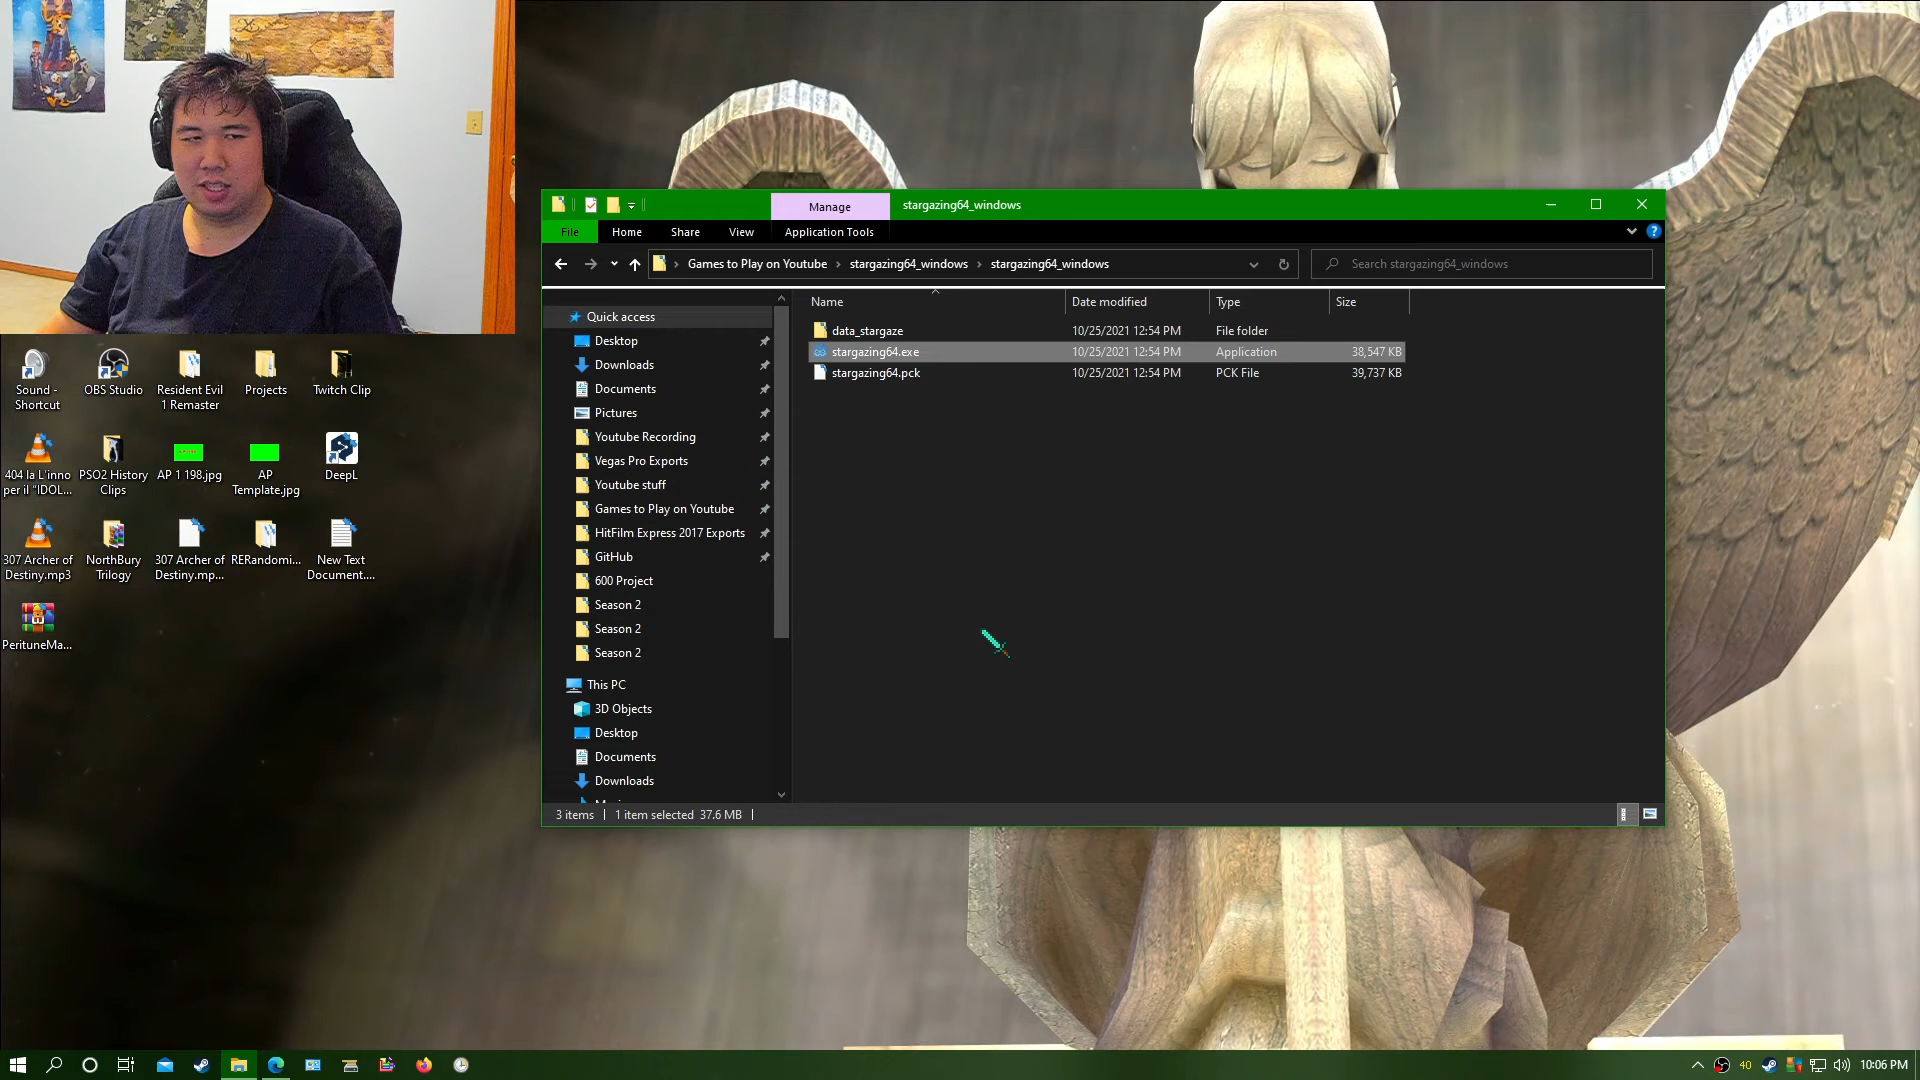 Manage
stargazing64_windows
File
Home
Share
View
Application Tools
Games to Play on Youtube
stargazing64_windows
stargazing64_windows
Search stargazing64_windows
Name
Date modified
Type
Size
data_stargaze 10/25/2021 12:54 PM File folder
stargazing64.exe 10/25/2021 12:54 PM Application 38,547 KB
stargazing64.pck 10/25/2021 12:54 PM PCK File 39,737 KB
Quick access
Desktop
Downloads
Documents
Pictures
Youtube Recording
Vegas Pro Exports
Youtube stuff
Games to Play on Youtube
HitFilm Express 2017 Exports
GitHub
600 Project
Season 2
Season 2
Season 2
This PC
3D Objects
Desktop
Documents
Downloads
3 items
1 item selected 37.6 MB
Sound -
Shortcut
OBS Studio
Resident Evil
1 Remaster
Projects
Twitch Clip
404 la L'inno
per il "IDOL...
PSO2 History
Clips
AP 1 198.jpg
AP
Template.jpg
DeepL
307 Archer of
Destiny.mp3
NorthBury
Trilogy
307 Archer of
Destiny.mp...
RERandomi...
New Text
Document....
PerituneMa...
40
10:06 PM